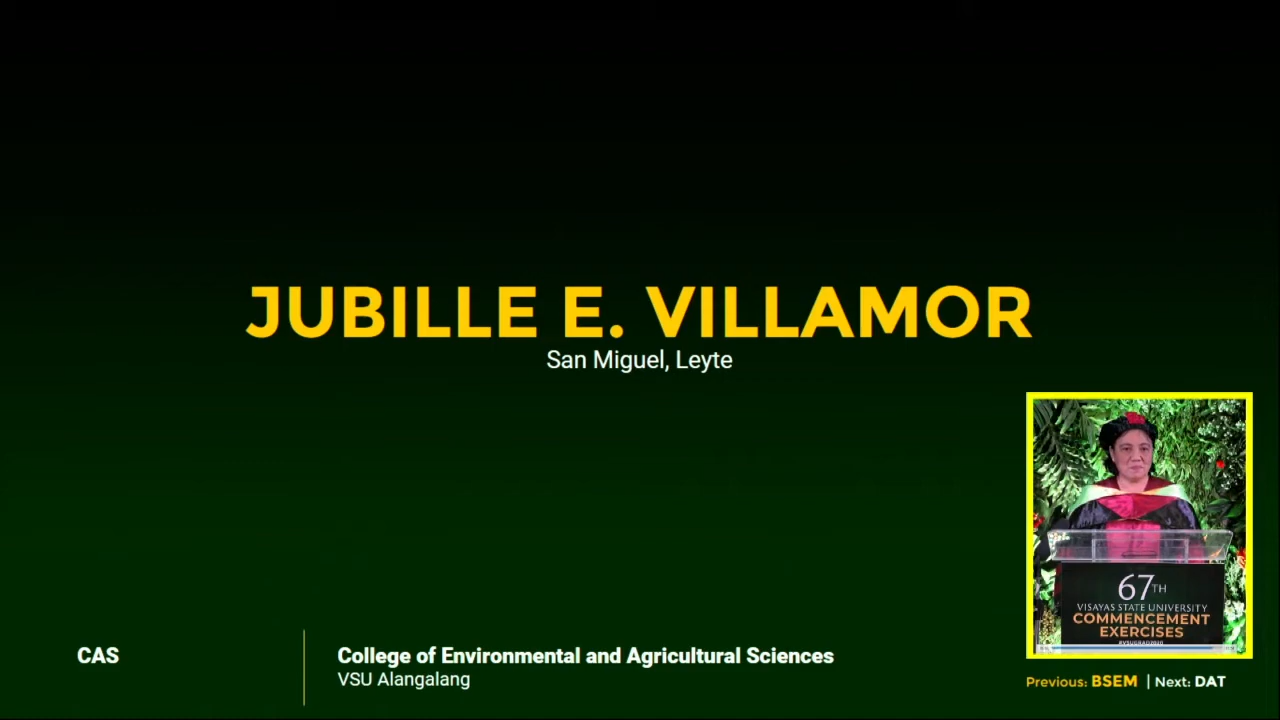 JUBILLE E. VILLAMOR
San Miguel, Leyte
67TH
VISAYAS STATE UNIVERSITY
COMMENCEMENT
EXERCISES
#VSUGRAD2020
CAS
College of Environmental and Agricultural Sciences
VSU Alangalang
Previous: BSEM | Next: DAT